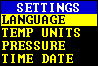 SETTINGS
LANGUAGE
TEMP UNITS
PRESSURE
TIME DATE